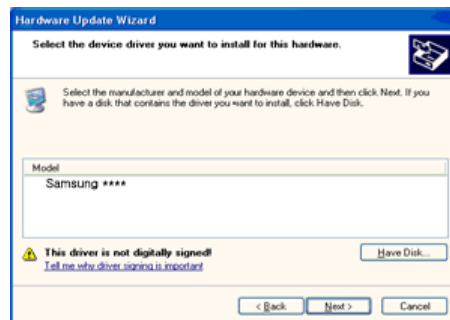 Hardware Update Wizard
Select the device driver you want to install for this hardware.
Select the manufacturer and model of your hardware device and then click Next. If you
have a disk that contains the driver you want to install, click Have Disk.
Model
Samsung ****
This driver is not digitally signed!
Have Disk...
Tell me why driver signing is important
< Back
Next >
Cancel